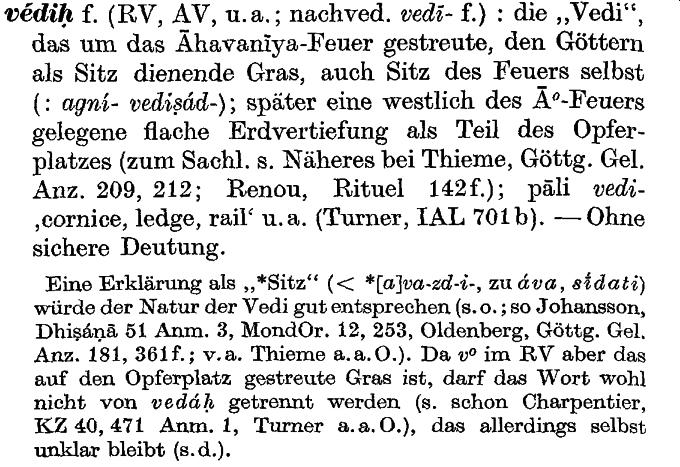 védiḥ f. (RV, AV, u. a.; nachved. vedī- f.) : die „Vedi“,
das um das Āhavanīya-Feuer gestreute, den Göttern
als Sitz dienende Gras, auch Sitz des Feuers selbst
(: agní- vediṣád-); später eine westlich des Āº-Feuers
gelegene flache Erdvertiefung als Teil des Opfer-
platzes (zum Sachl. s. Näheres bei Thieme, Göttg. Gel.
Anz. 209, 212; Renou, Rituel 142f.); pāli vedi-
‚cornice, ledge, rail‘ u. a. (Turner, IAL 701b). — Ohne
sichere Deutung.
Eine Erklärung als „*Sitz“ (< *[a]va-zd-i-, zu áva, sī́dati)
würde der Natur der Vedi gut entsprechen (s. o.; so Johansson,
Dhiṣáṇā 51 Anm. 3, MondOr. 12, 253, Oldenberg, Göttg. Gel.
Anz. 181, 361f.; v. a. Thieme a. a. O.). Da vº im RV aber das
auf den Opferplatz gestreute Gras ist, darf das Wort wohl
nicht von vedáḥ getrennt werden (s. schon Charpentier,
KZ 40, 471 Anm. 1, Turner a. a. O.), das allerdings selbst
unklar bleibt (s. d.).